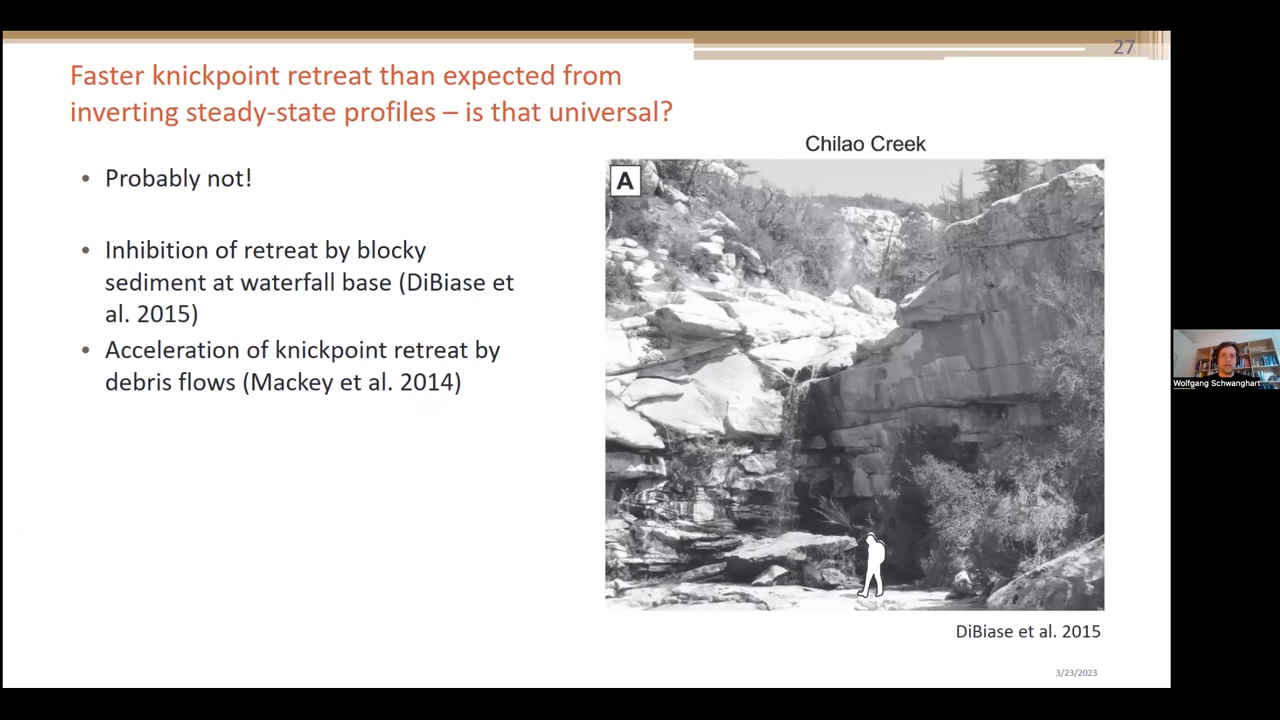 27
Faster knickpoint retreat than expected from
inverting steady-state profiles – is that universal?
• Probably not!
• Inhibition of retreat by blocky
sediment at waterfall base (DiBiase et
al. 2015)
• Acceleration of knickpoint retreat by
debris flows (Mackey et al. 2014)
Chilao Creek
A
DiBiase et al. 2015
3/23/2023
Wolfgang Schwanghart